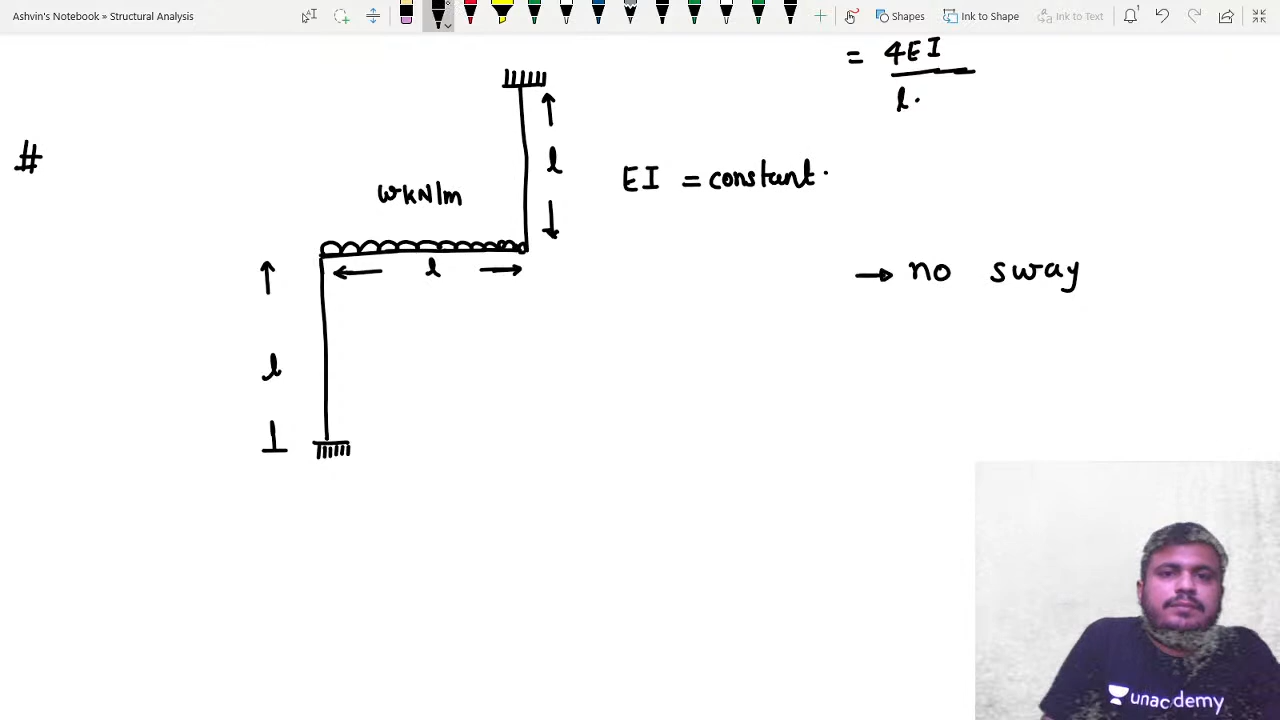 Ashvin's Notebook » Structural Analysis
Shapes
Ink to Shape
Ink to Text
= 4EI
l.
#
l
wkN/m
EI = constant.
l
→ no sway
l
unacademy